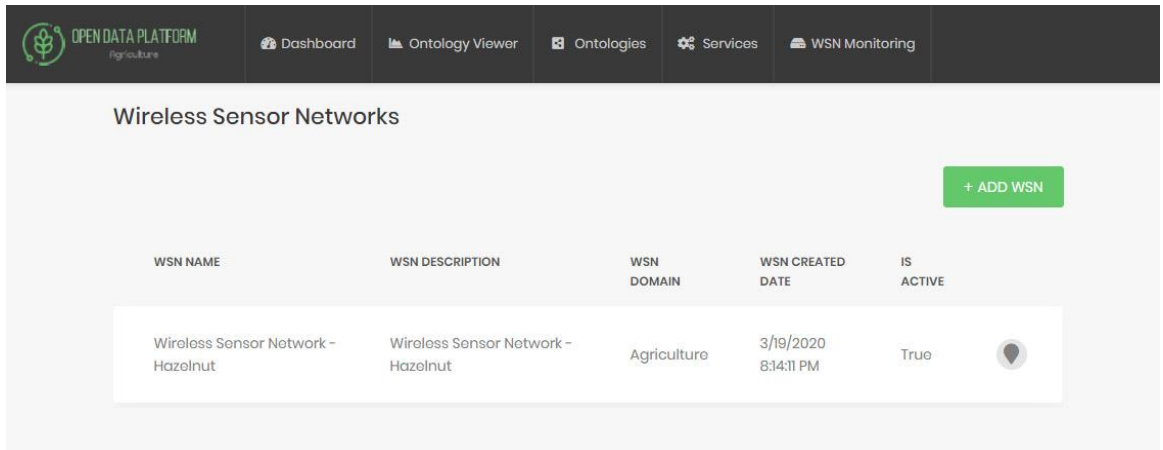 OPEN DATA PLATFORM
Agriculture
Dashboard
Ontology Viewer
Ontologies
Services
WSN Monitoring
Wireless Sensor Networks
+ ADD WSN
WSN NAME
WSN DESCRIPTION
WSN
DOMAIN
WSN CREATED
DATE
IS
ACTIVE
Wireless Sensor Network -
Hazelnut
Wireless Sensor Network -
Hazelnut
Agriculture
3/19/2020
8:14:11 PM
True